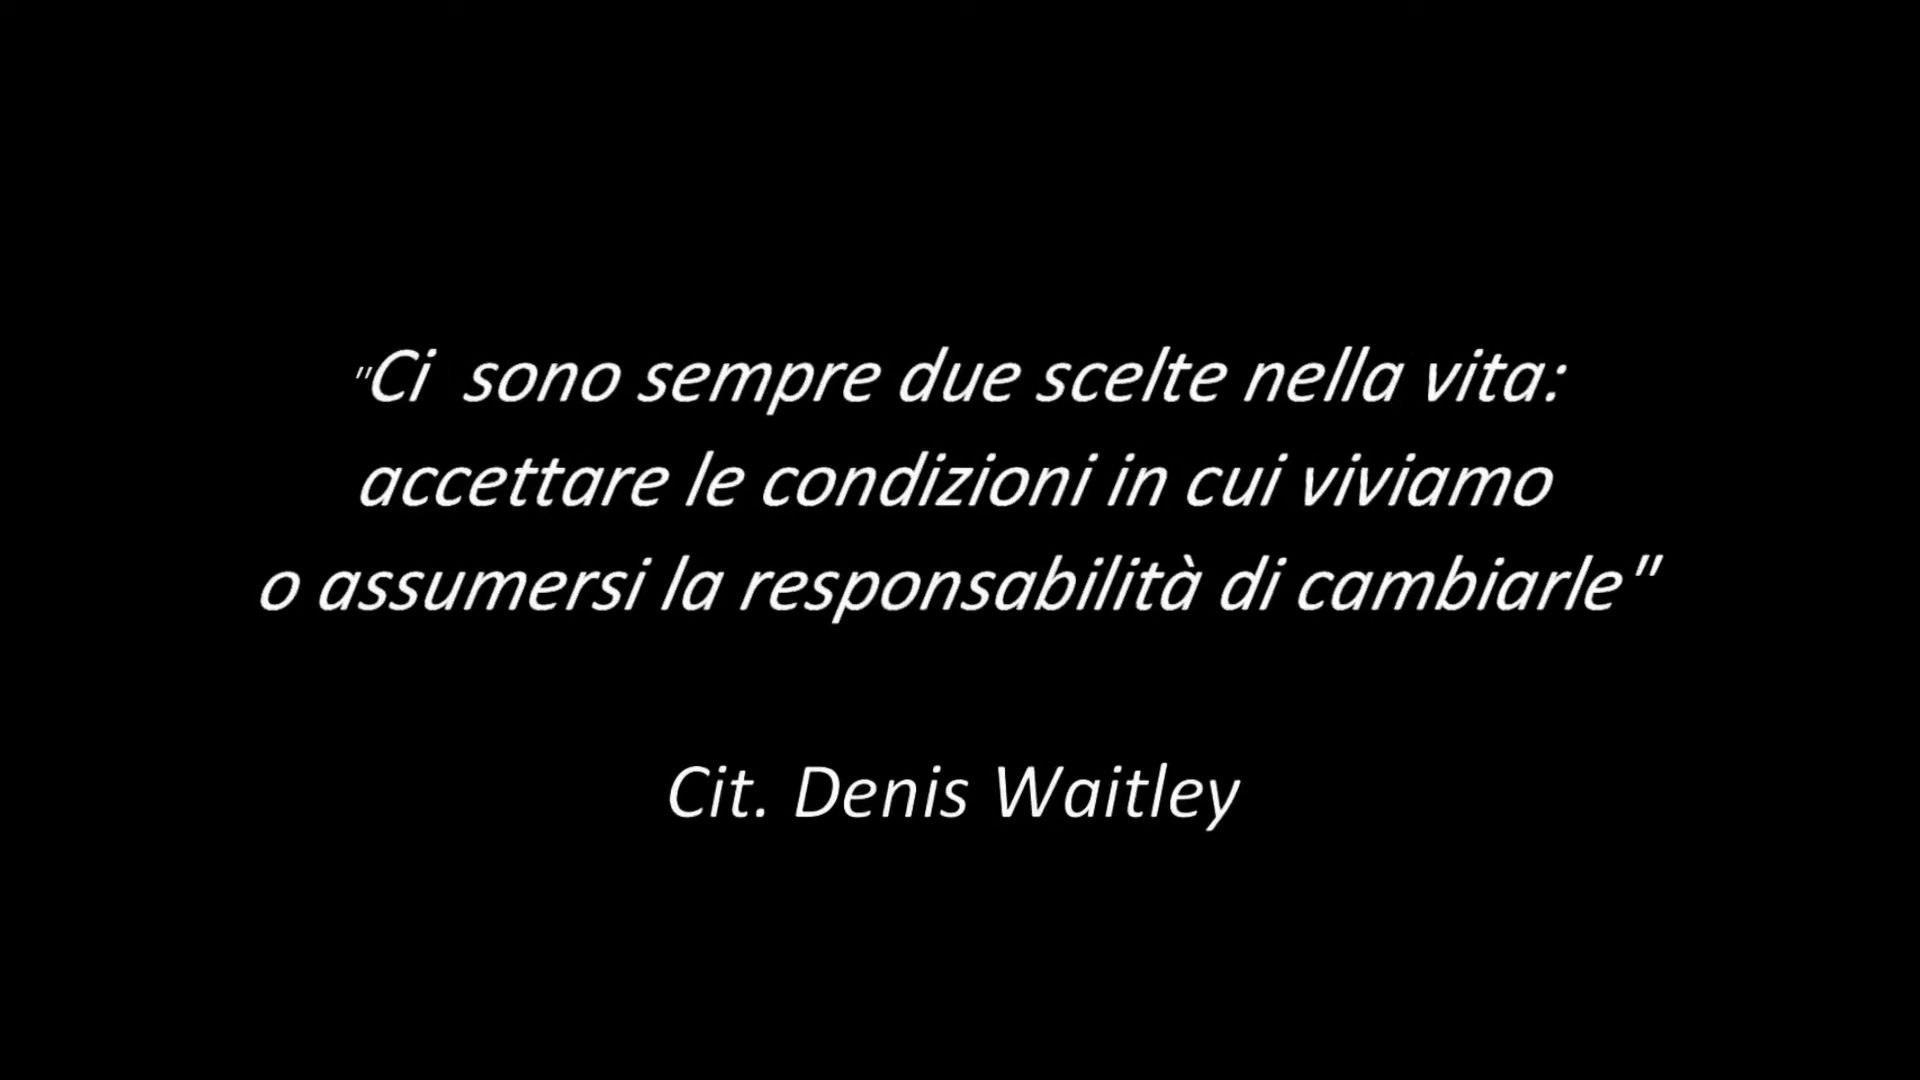 "Ci  sono sempre due scelte nella vita:
accettare le condizioni in cui viviamo
o assumersi la responsabilità di cambiarle"
Cit. Denis Waitley